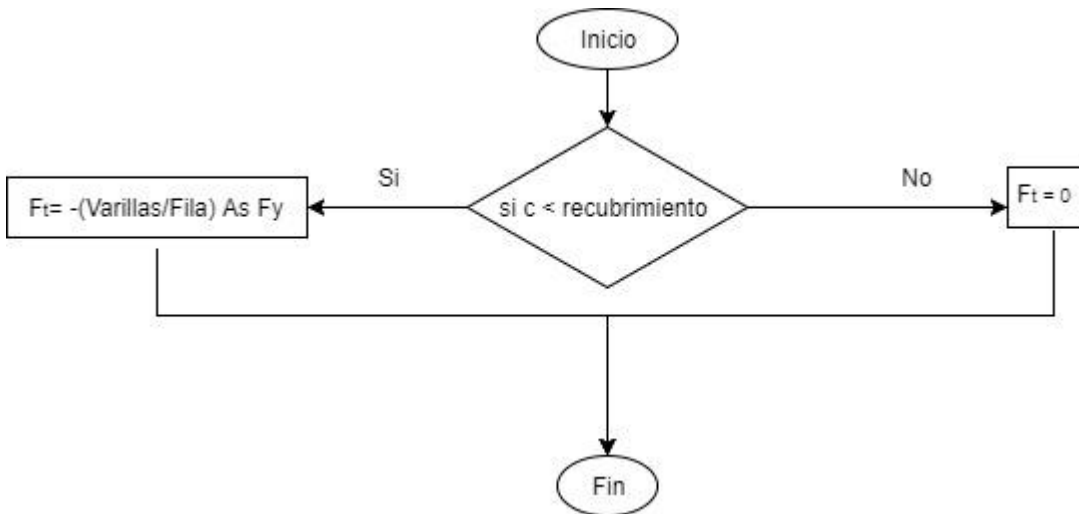 Inicio
Si
No
Ft= -(Varillas/Fila) As Fy
si c < recubrimiento
Ft = 0
Fin